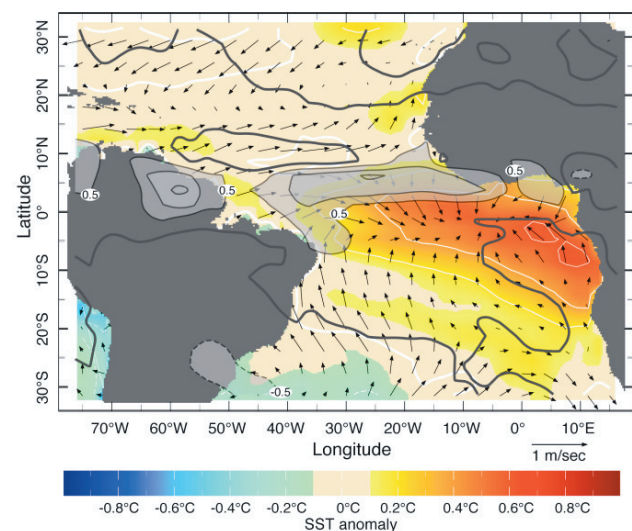 30°N
20°N
10°N
0°
10°S
20°S
30°S
Latitude
0.5
0.5
0.5
0.5
-0.5
70°W
60°W
50°W
40°W
30°W
20°W
10°W
0°
10°E
Longitude
1 m/sec
-0.8°C
-0.6°C
-0.4°C
-0.2°C
0°C
0.2°C
0.4°C
0.6°C
0.8°C
SST anomaly